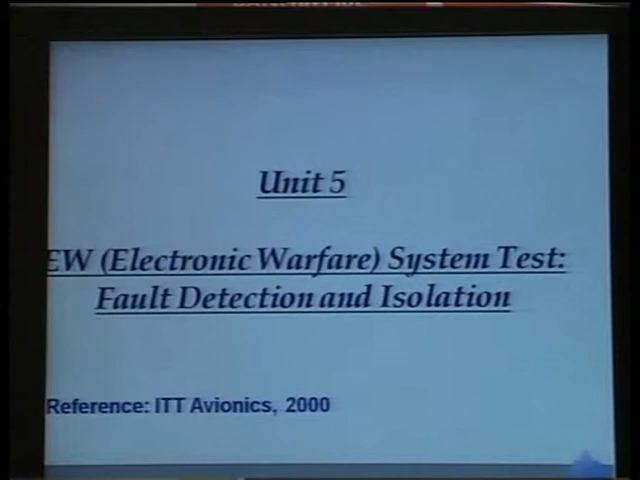 Unit 5
EW (Electronic Warfare) System Test:
Fault Detection and Isolation
Reference: ITT Avionics, 2000